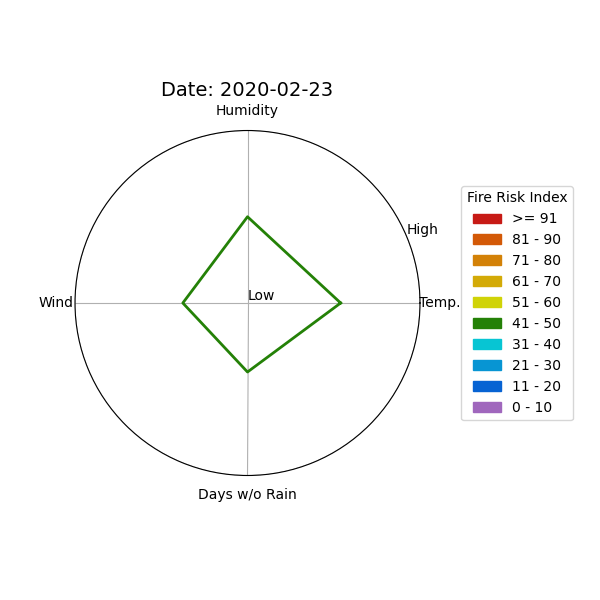 Date: 2020-02-23
Humidity
High
Low
Wind
Temp.
Days w/o Rain
Fire Risk Index
>= 91
81 - 90
71 - 80
61 - 70
51 - 60
41 - 50
31 - 40
21 - 30
11 - 20
0 - 10